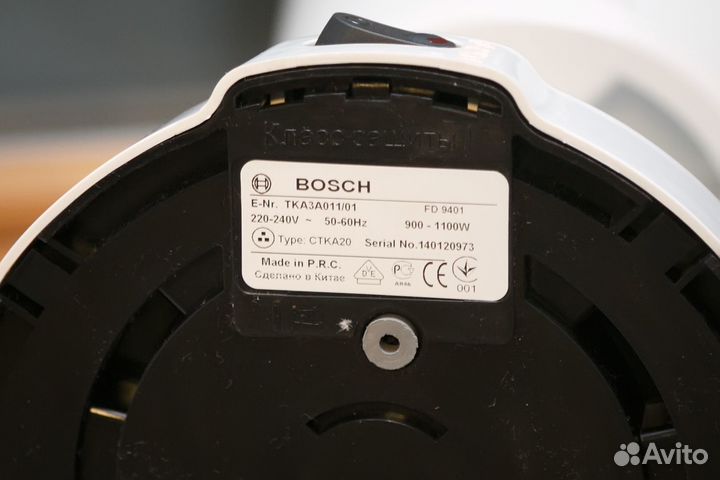 Класс защиты I
BOSCH
E-Nr. TKA3A011/01 FD 9401
220-240V ~ 50-60Hz 900 - 1100W
Type: CTKA20 Serial No.140120973
Made in P.R.C.
Сделано в Китае
D'E
АЯ46
CE
001
Avito